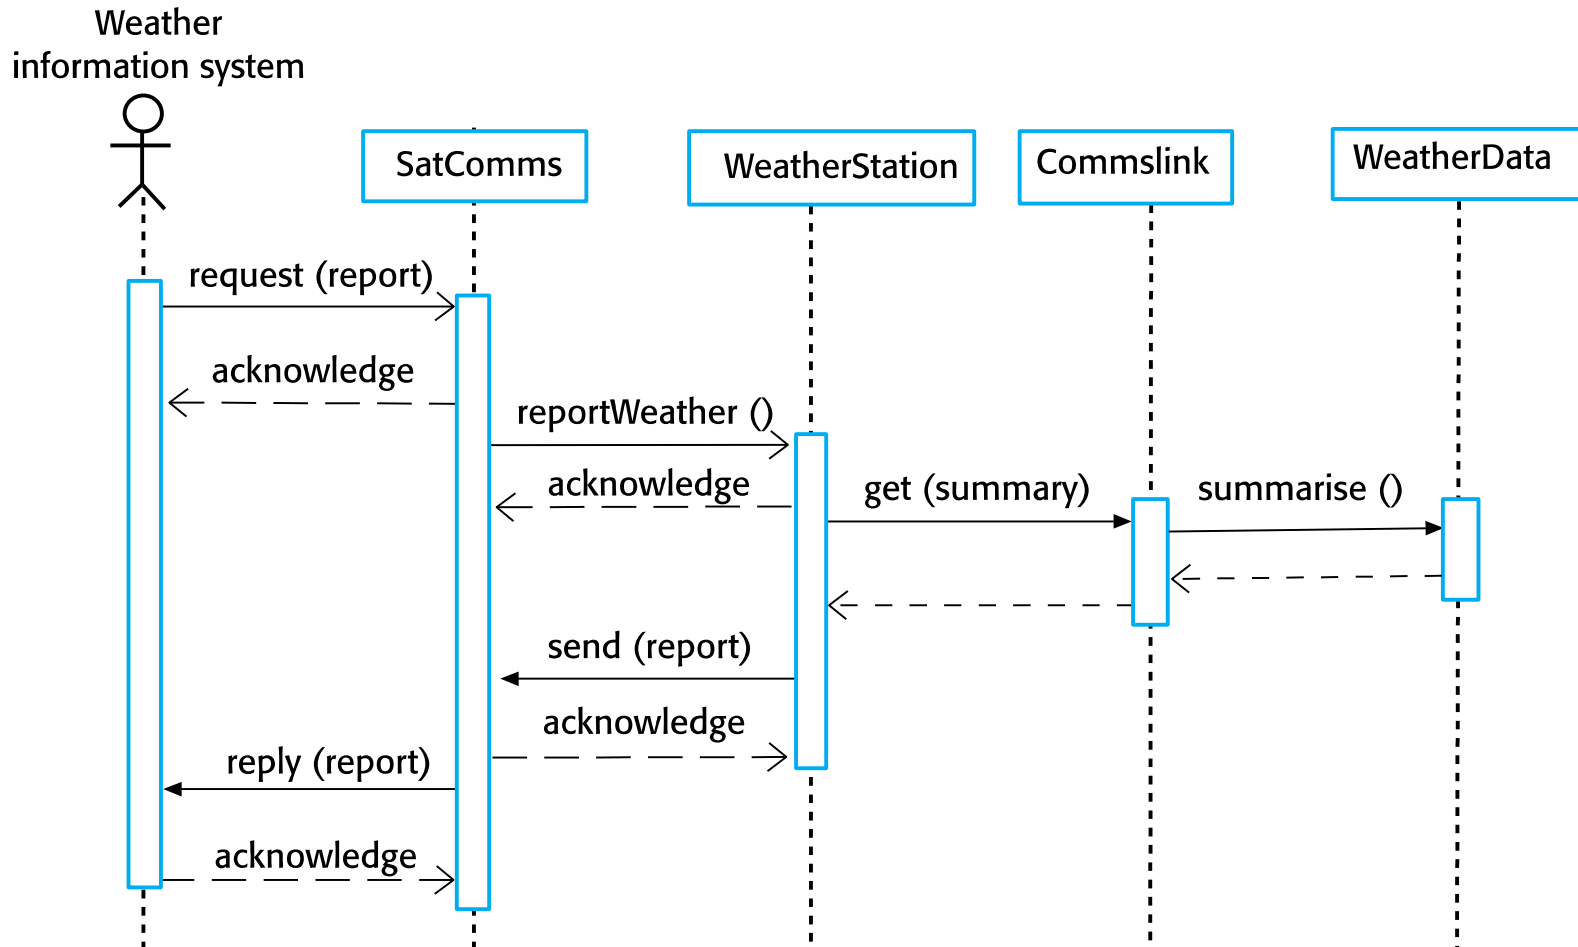 Weather
information system
SatComms
WeatherStation
Commslink
WeatherData
request (report)
acknowledge
reportWeather ()
acknowledge
get (summary)
summarise ()
send (report)
acknowledge
reply (report)
acknowledge